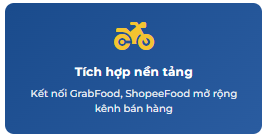 Tích hợp nền tảng
Kết nối GrabFood, ShopeeFood mở rộng
kênh bán hàng